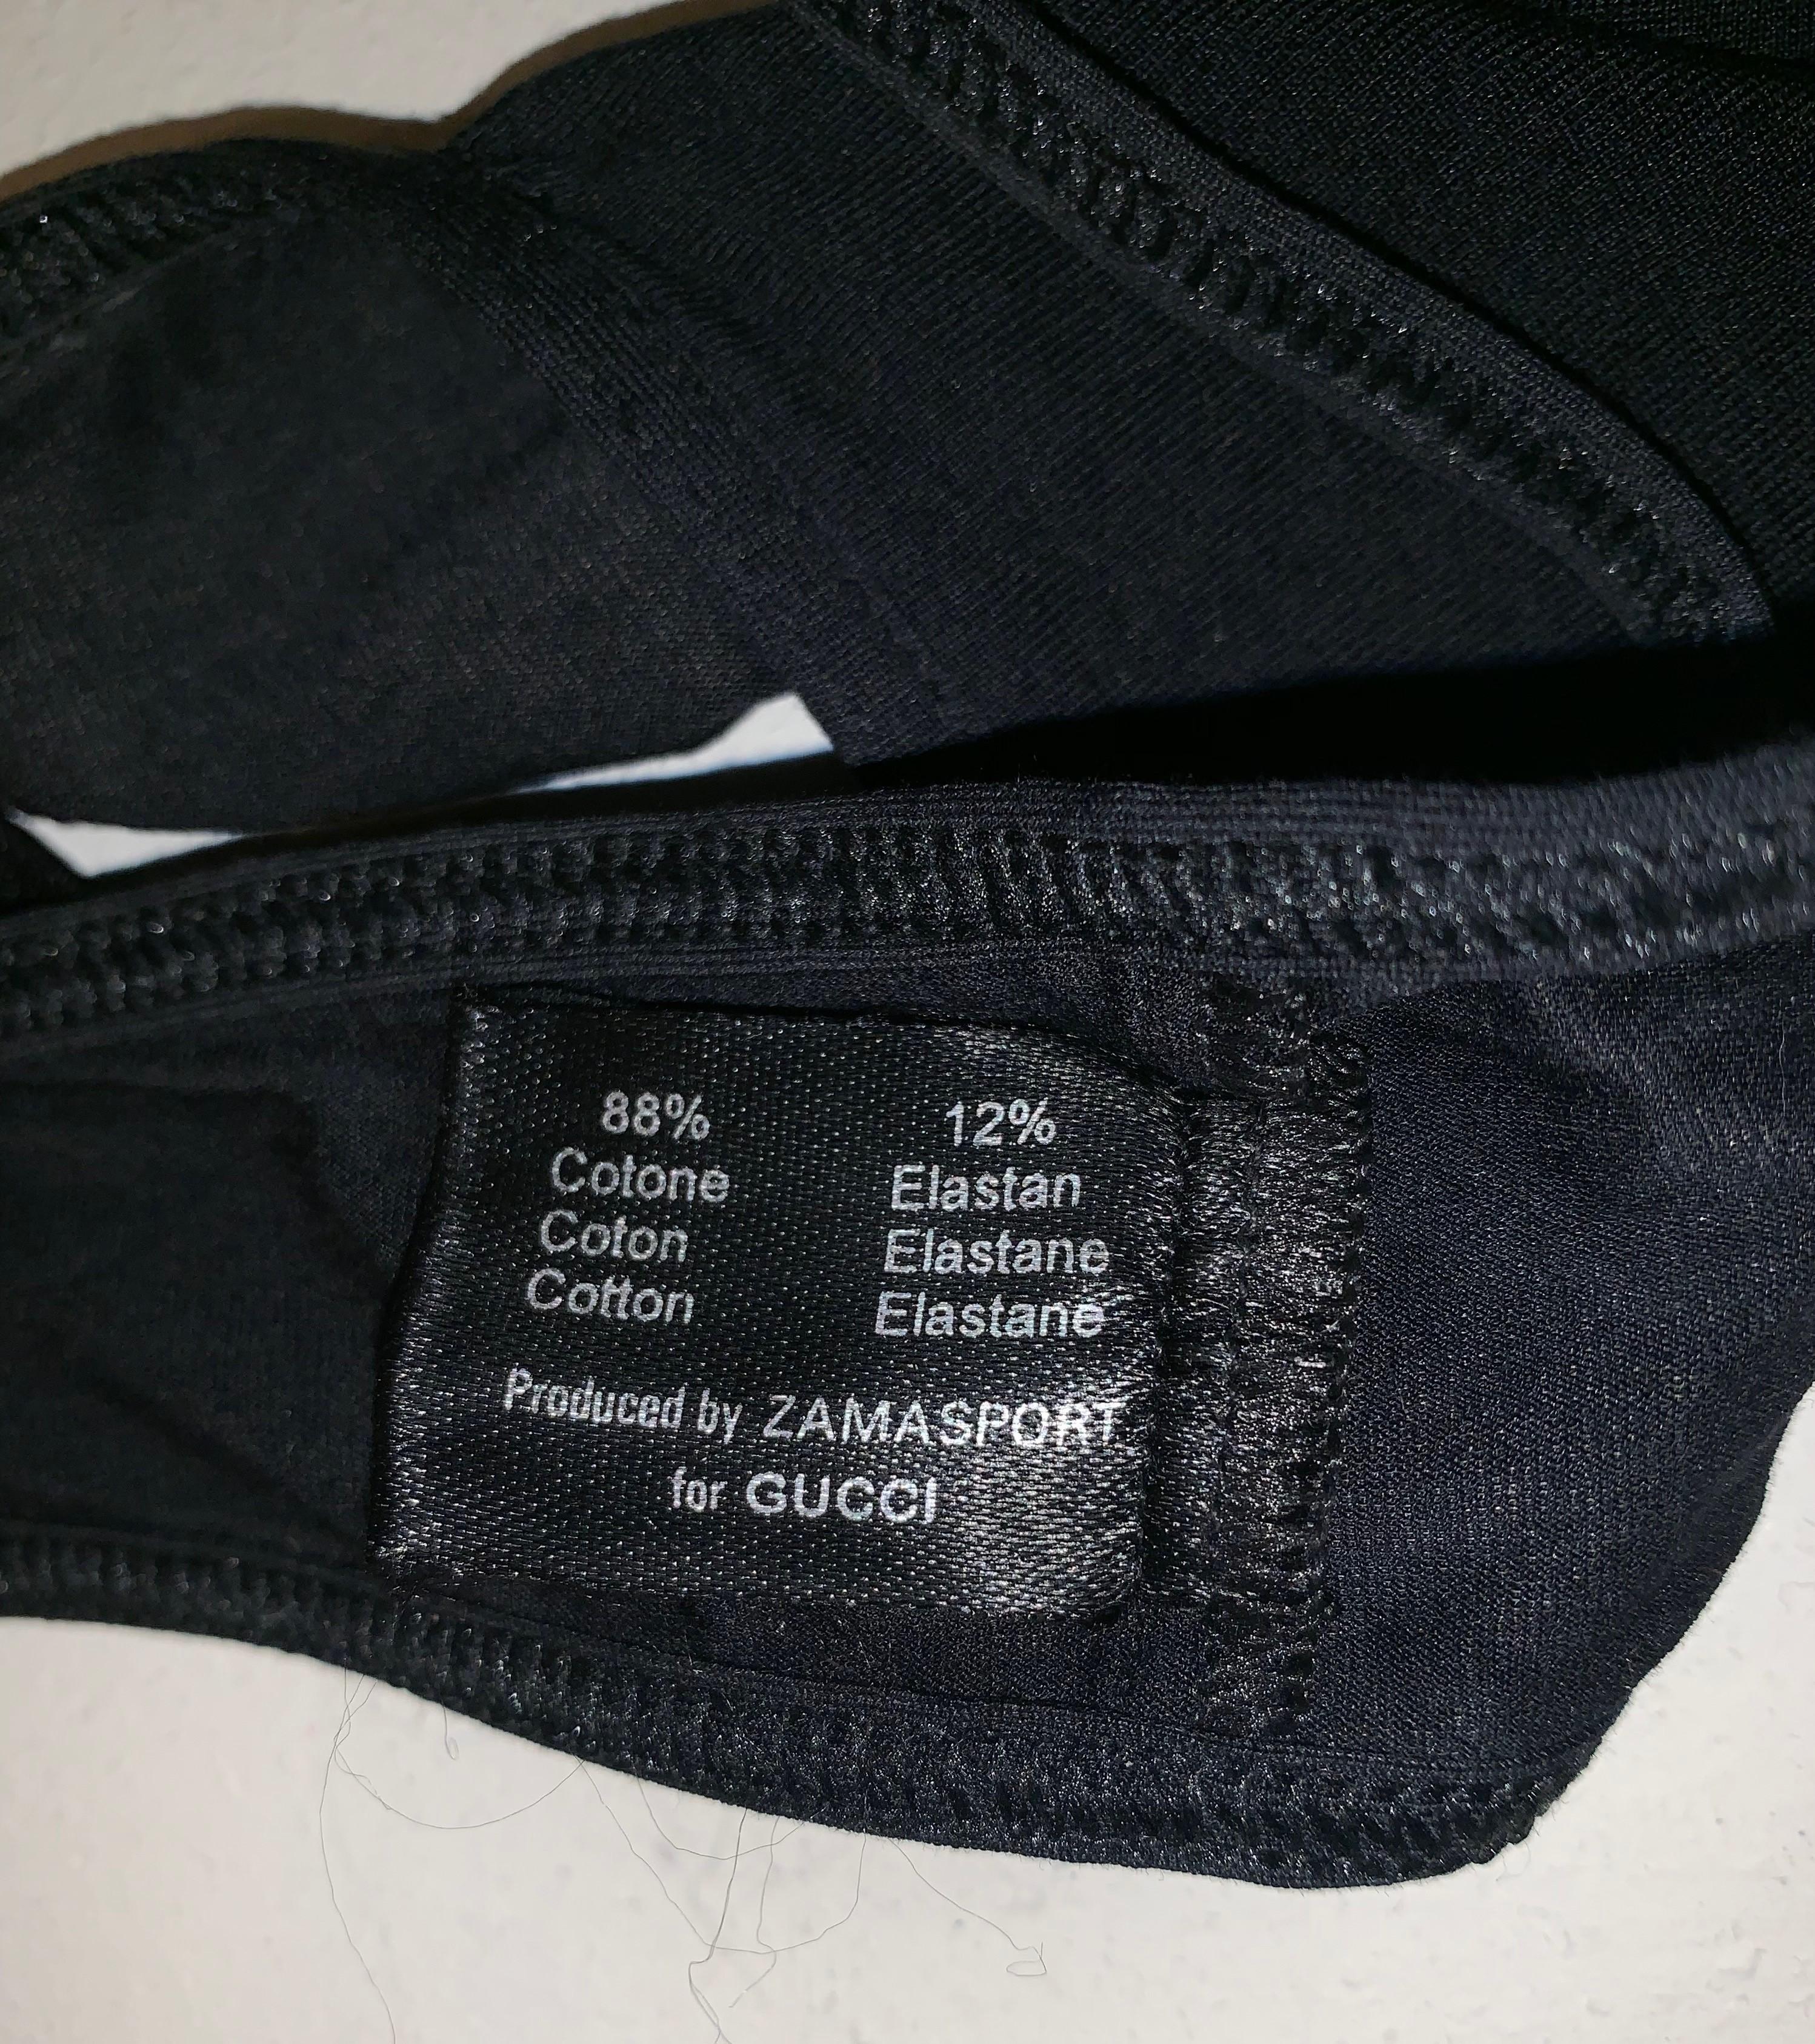 88% 12%
Cotone Elastan
Coton Elastane
Cotton Elastane
Produced by ZAMASPORT
for GUCCI